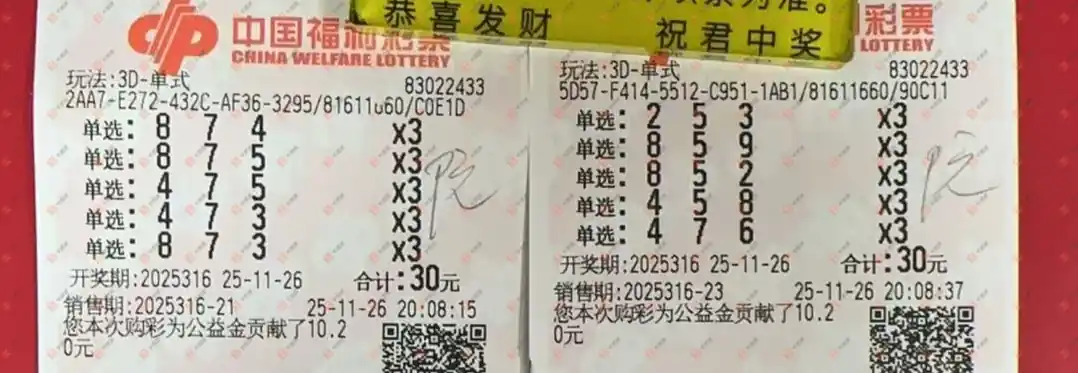 恭喜发财 祝君中奖
中国福利彩票
CHINA WELFARE LOTTERY
玩法:3D-单式 83022433
2AA7-E272-432C-AF36-3295/81611660/C0E1D
单选: 8 7 4 x3
单选: 8 7 5 x3
单选: 4 7 5 x3
单选: 4 7 3 x3
单选: 8 7 3 x3
开奖期:2025316 25-11-26 合计:30元
销售期:2025316-21 25-11-26 20:08:15
您本次购彩为公益金贡献了10.2
0元
彩票
LOTTERY
玩法:3D-单式 83022433
5D57-F414-5512-C951-1AB1/81611660/90C11
单选: 2 5 3 x3
单选: 8 5 9 x3
单选: 8 5 2 x3
单选: 4 5 8 x3
单选: 4 7 6 x3
开奖期:2025316 25-11-26 合计:30元
销售期:2025316-23 25-11-26 20:08:37
您本次购彩为公益金贡献了10.2
0元